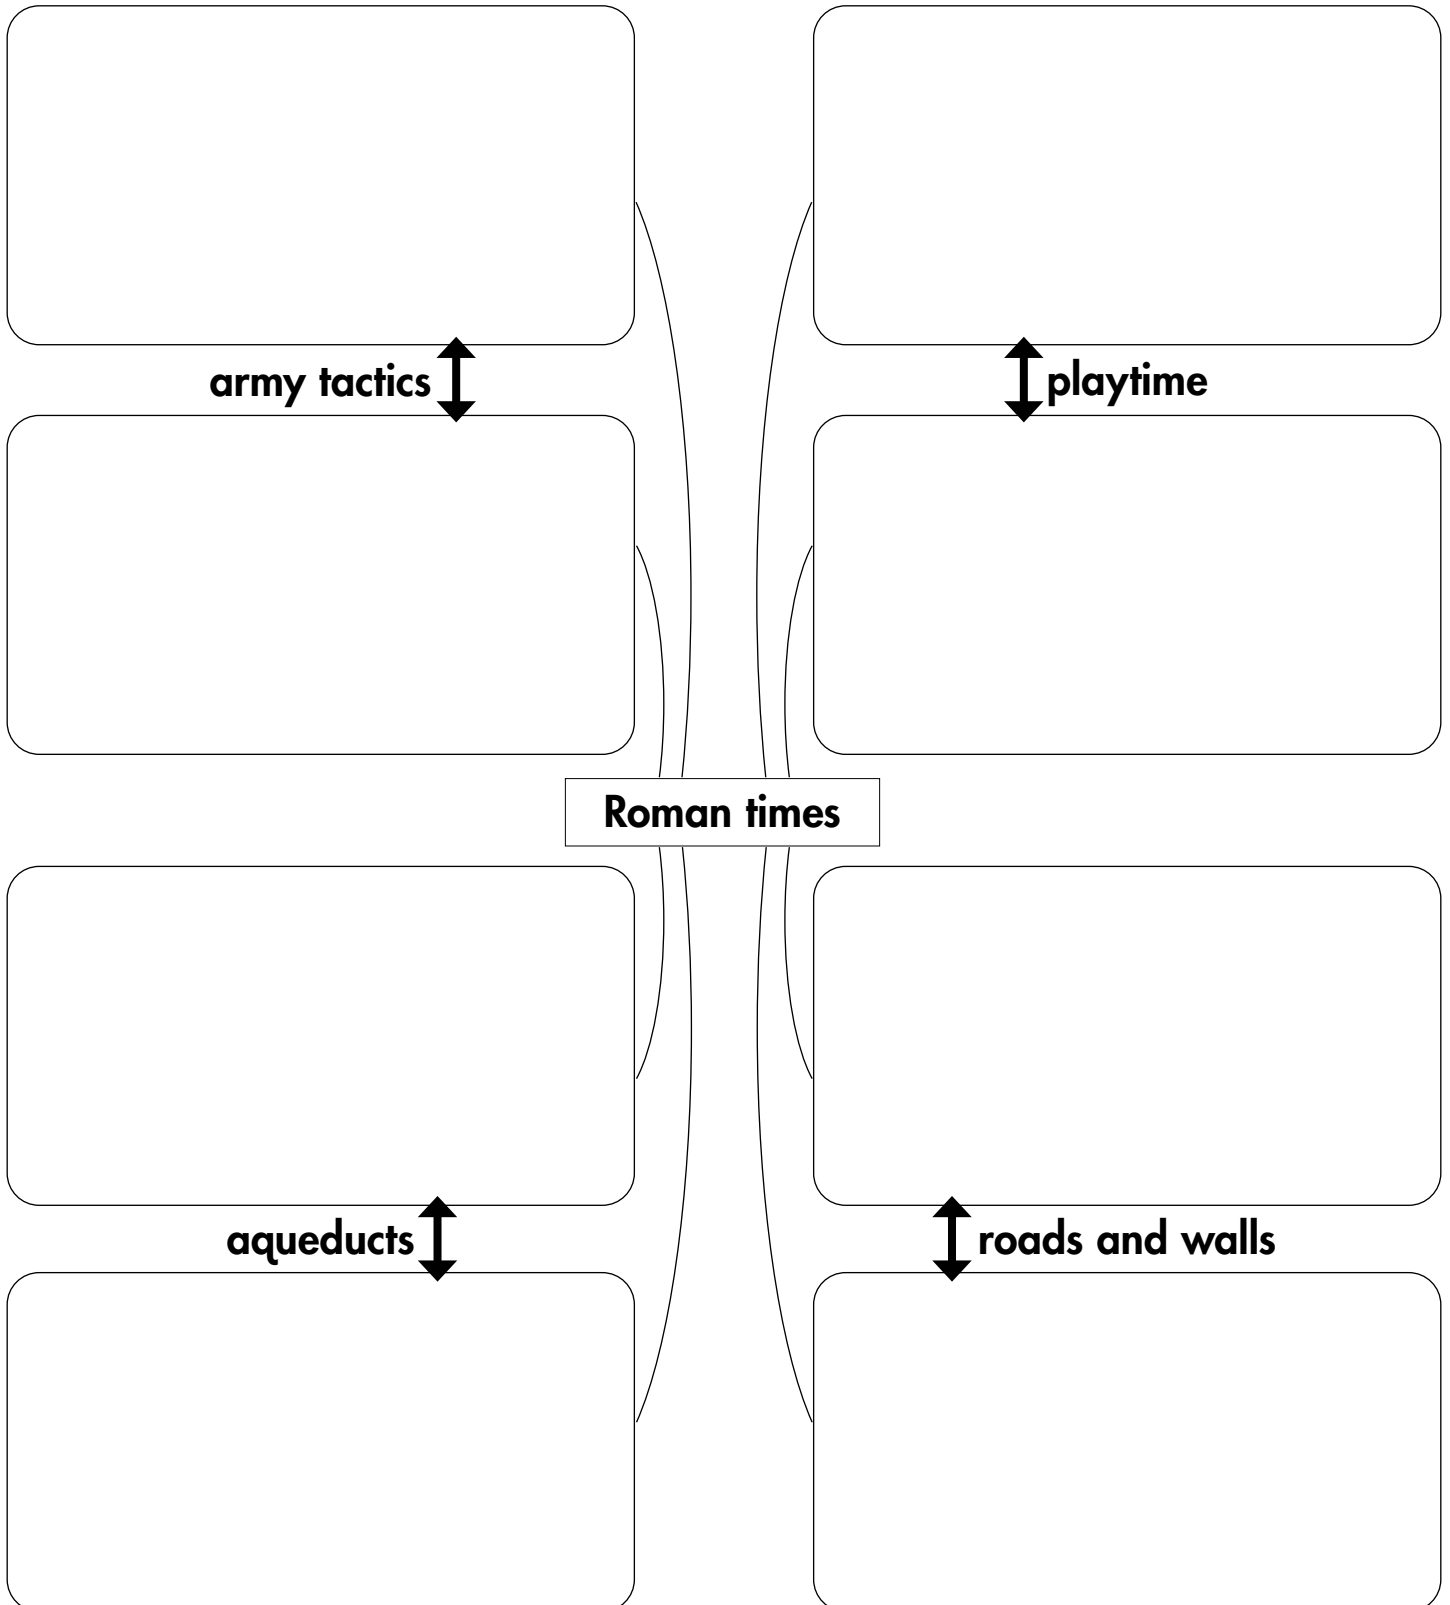 army tactics
playtime
Roman times
aqueducts
roads and walls